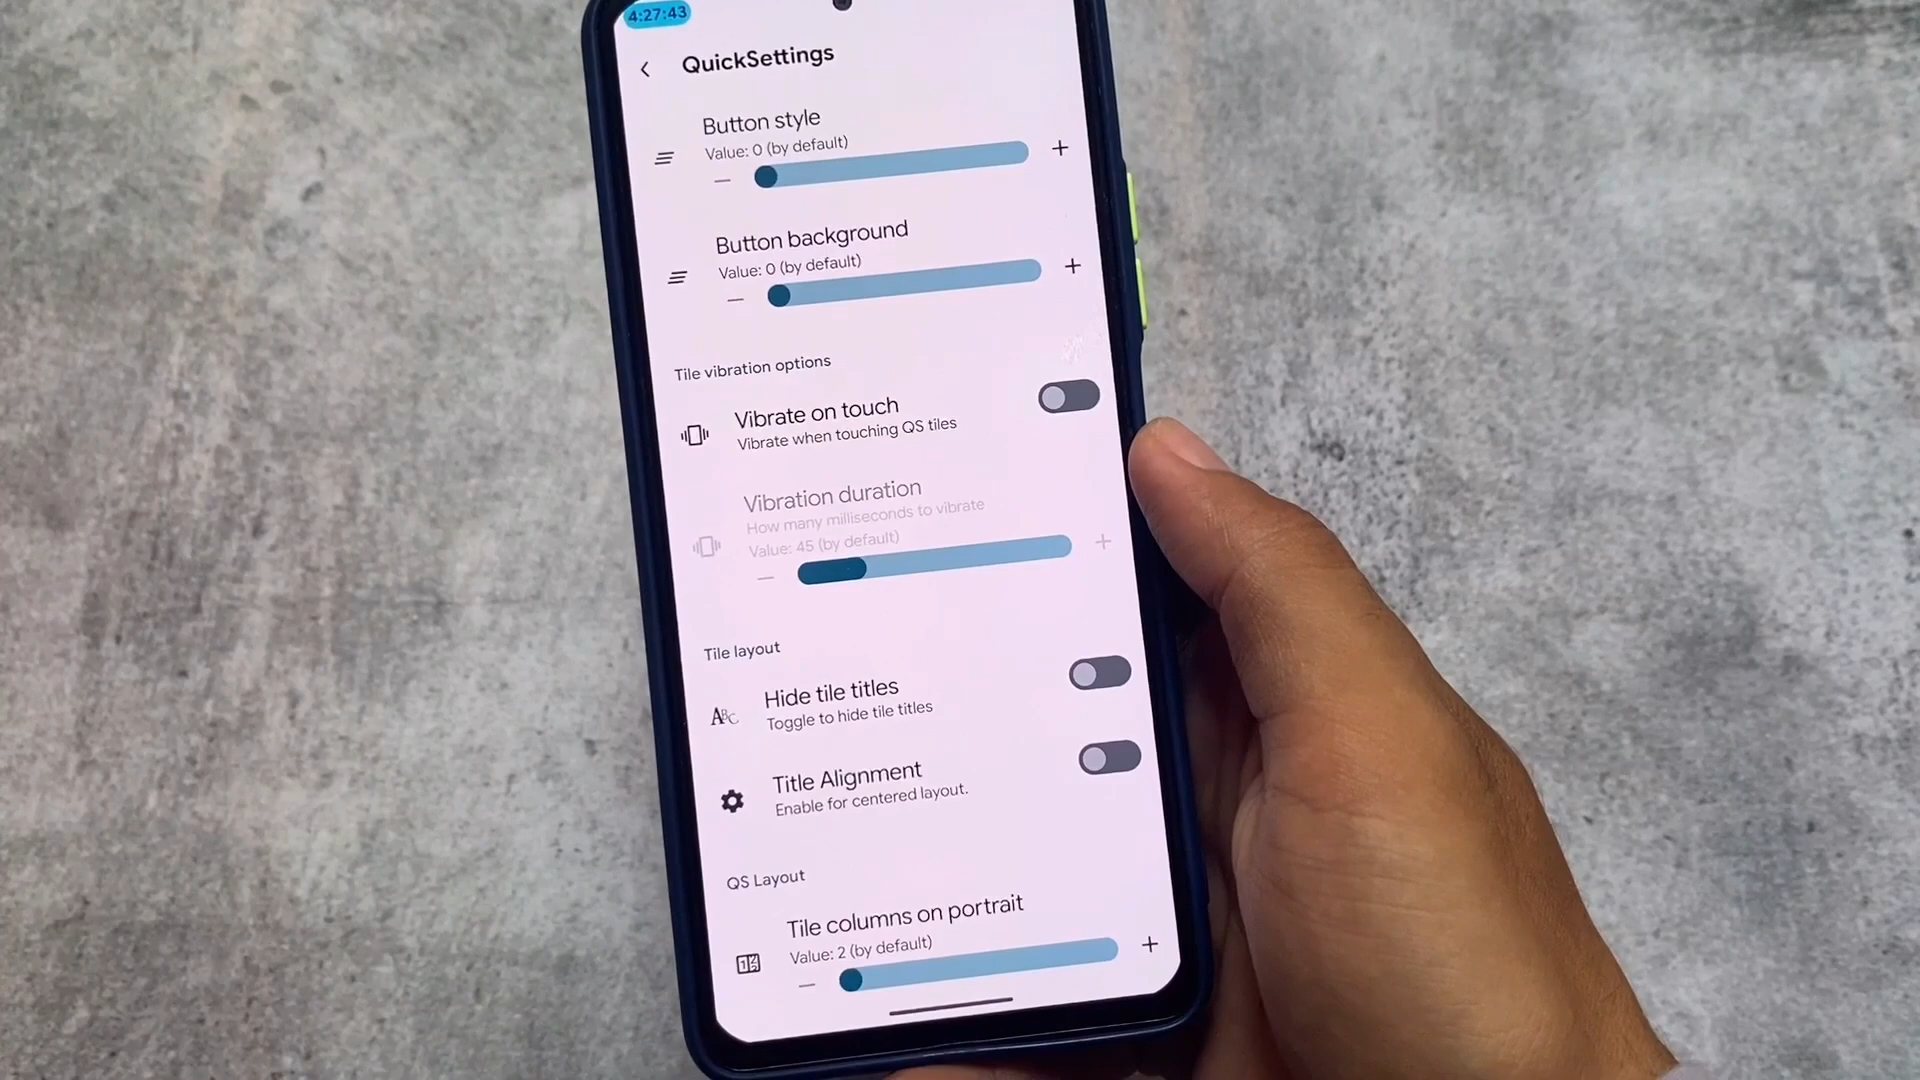 4:27:43
QuickSettings
Button style
Value: 0 (by default)
Button background
Value: 0 (by default)
Tile vibration options
Vibrate on touch
Vibrate when touching QS tiles
Vibration duration
How many milliseconds to vibrate
Value: 45 (by default)
Tile layout
Hide tile titles
Toggle to hide tile titles
ABC
Title Alignment
Enable for centered layout.
QS Layout
Tile columns on portrait
Value: 2 (by default)